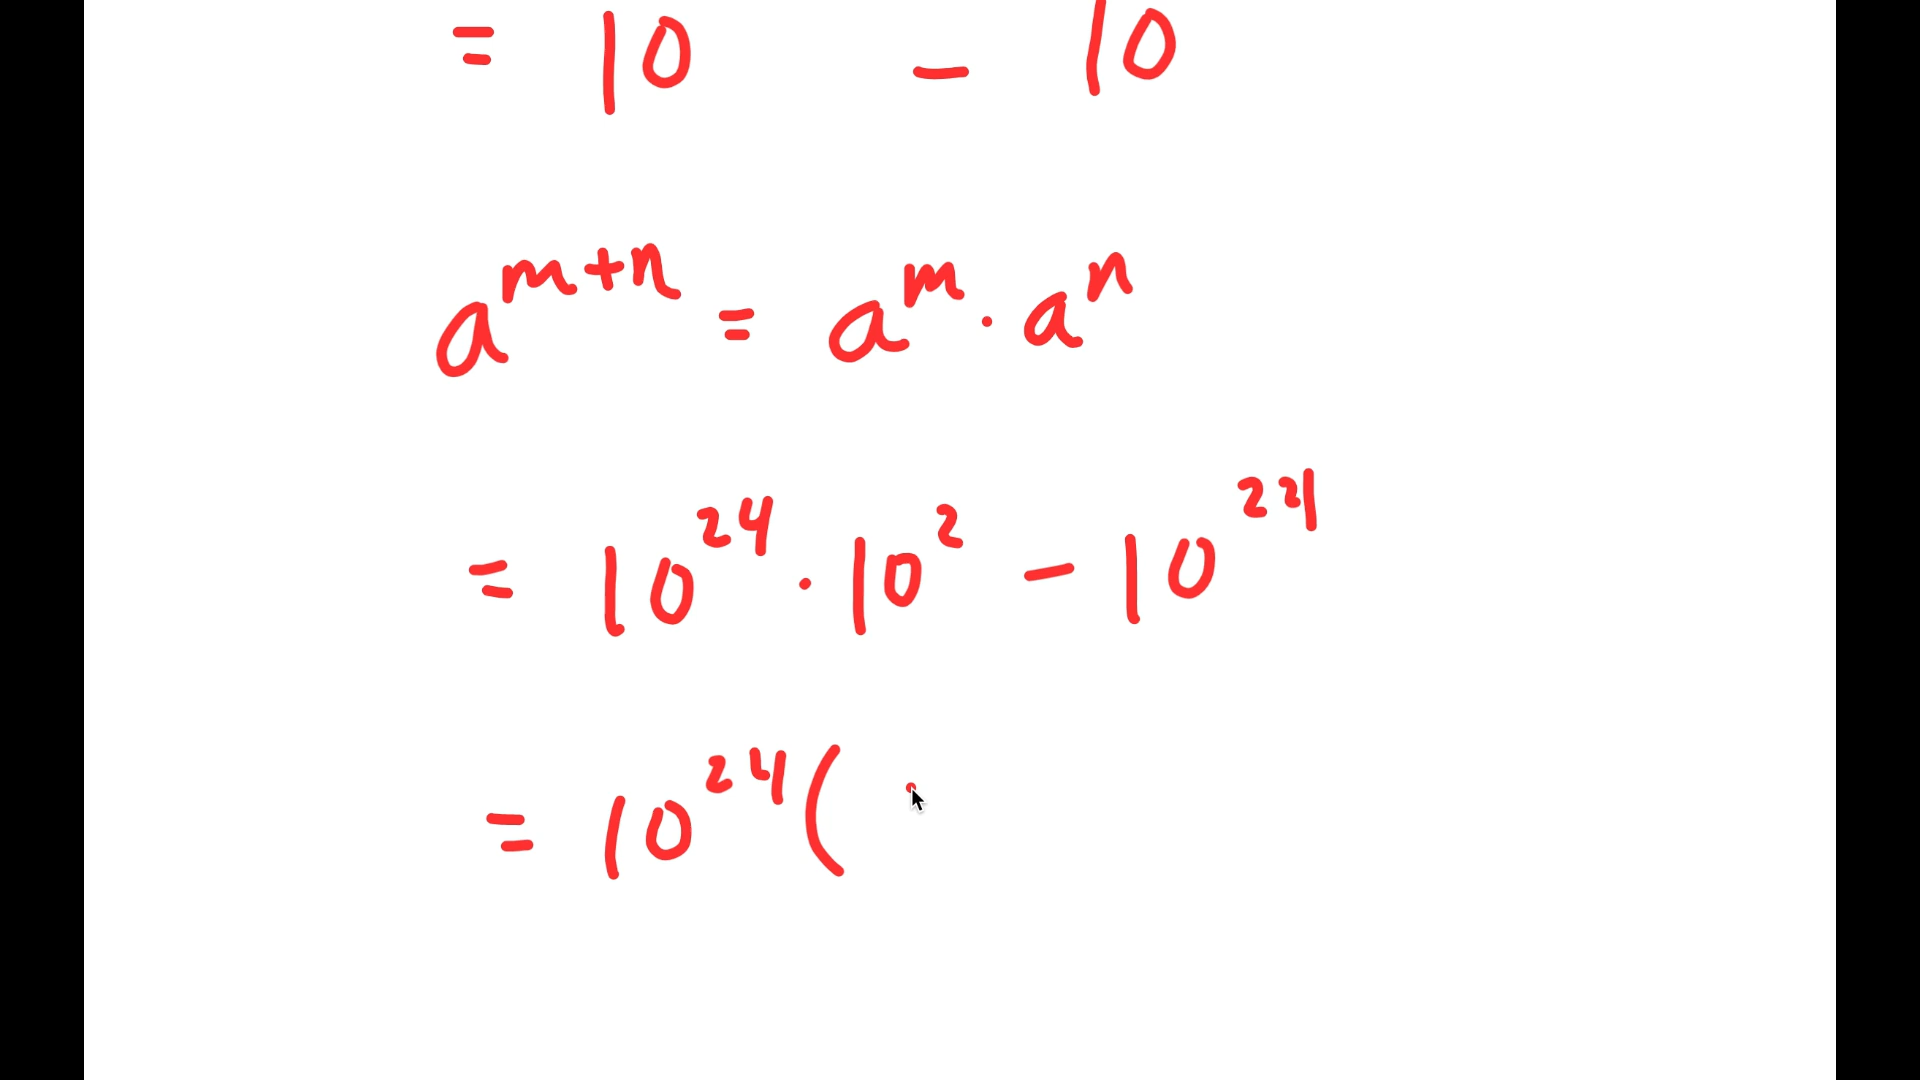 = 10 - 10
a^{m+n} = a^m · a^n
= 10^{24} · 10^2 - 10^{24}
= 10^{24} (